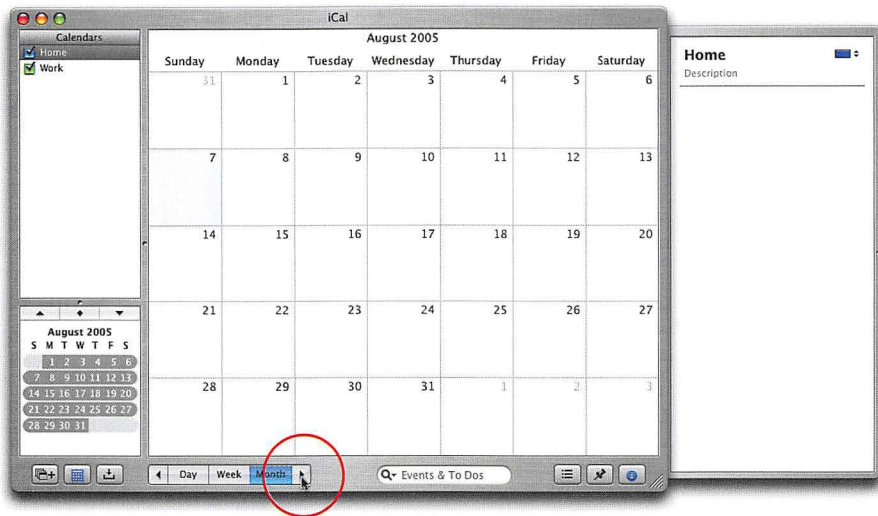 iCal
Calendars
Home
Work
August 2005
Sunday Monday Tuesday Wednesday Thursday Friday Saturday
31 1 2 3 4 5 6
7 8 9 10 11 12 13
14 15 16 17 18 19 20
21 22 23 24 25 26 27
28 29 30 31 1 2 3
August 2005
S M T W T F S
1 2 3 4 5 6
7 8 9 10 11 12 13
14 15 16 17 18 19 20
21 22 23 24 25 26 27
28 29 30 31
Day Week Month
Events & To Dos
Home
Description